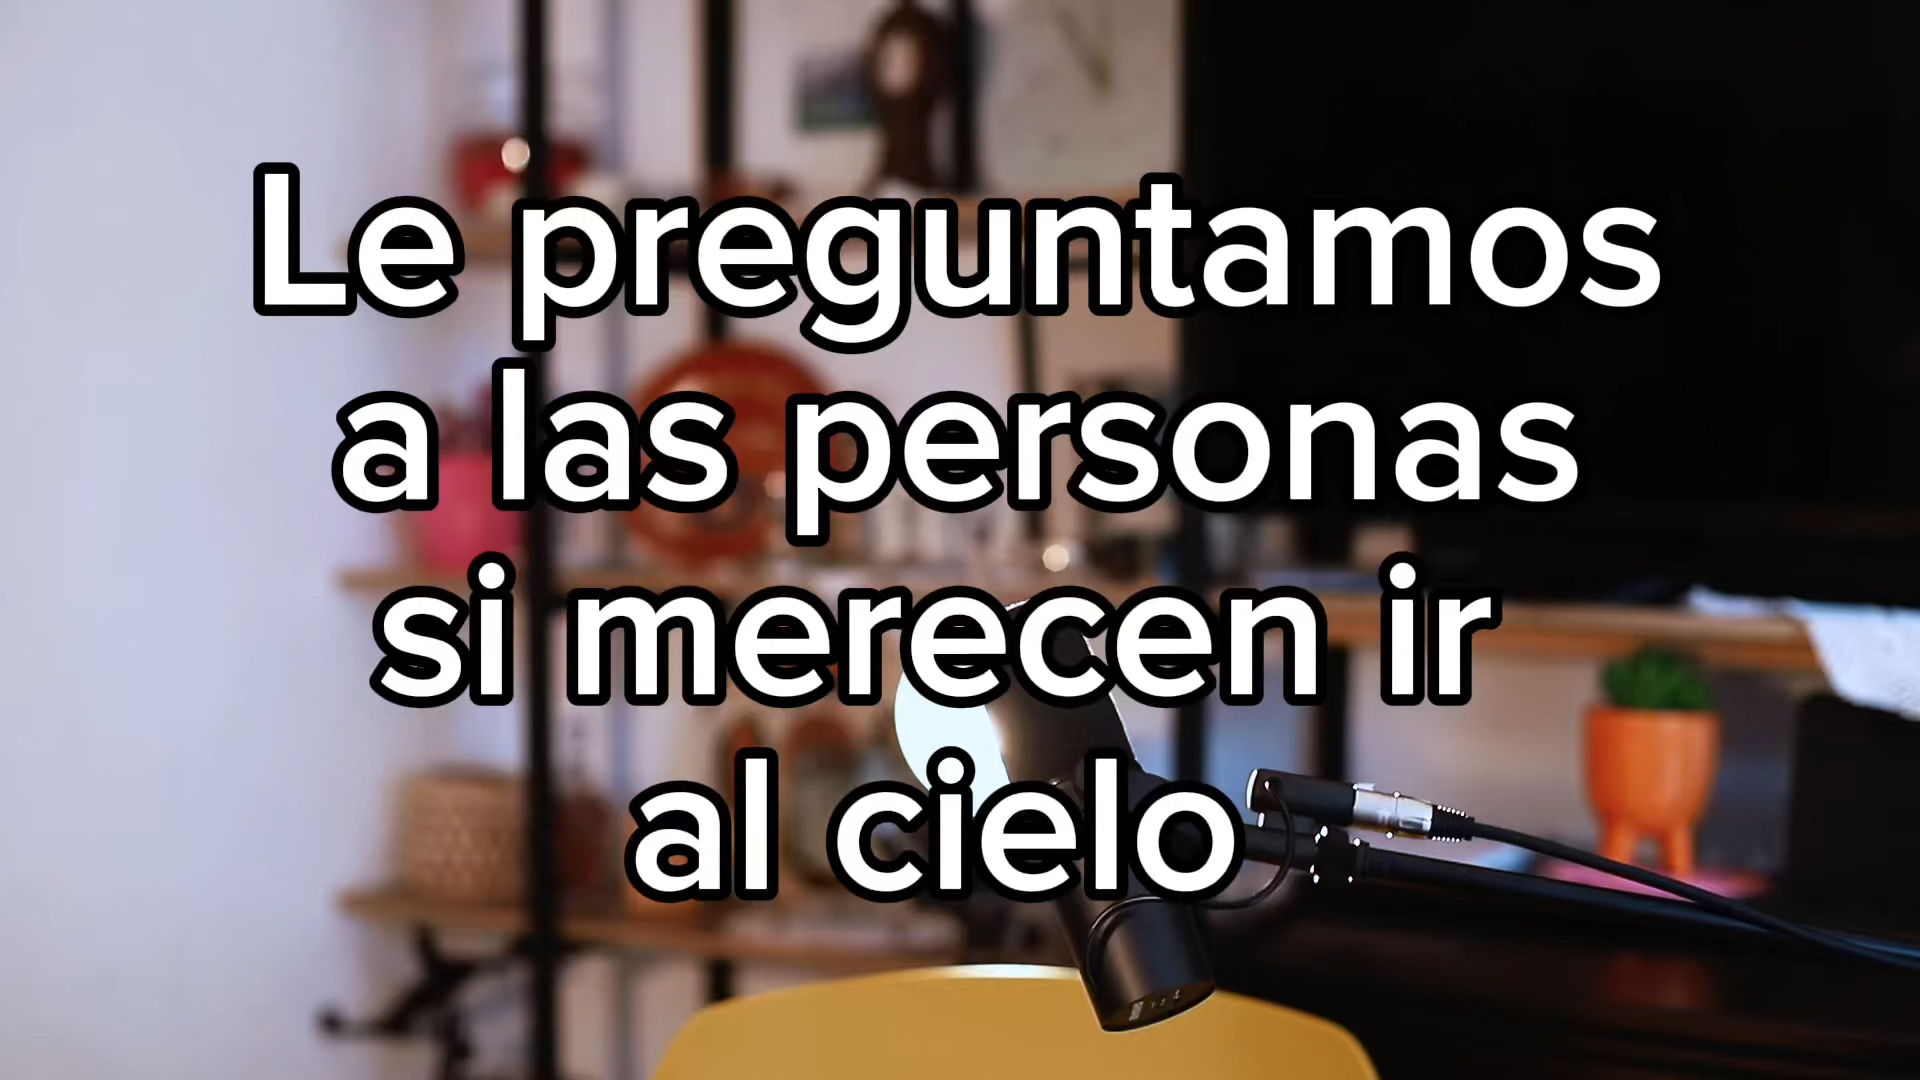 Le preguntamos
a las personas
si merecen ir
al cielo